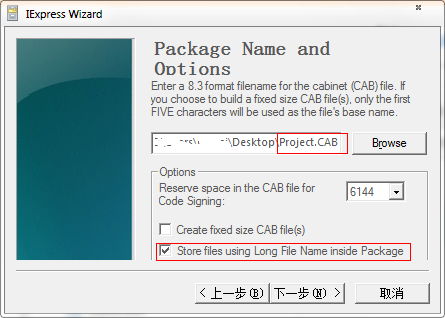 IExpress Wizard
Package Name and
Options
Enter a 8.3 format filename for the cabinet (CAB) file. If
you choose to build a fixed size CAB file(s), only the first
FIVE characters will be used as the file's base name.
\Desktop\Project.CAB
Browse
Options
Reserve space in the CAB file for
Code Signing:
6144
Create fixed size CAB file(s)
Store files using Long File Name inside Package
< 上一步(B)
下一步(N) >
取消